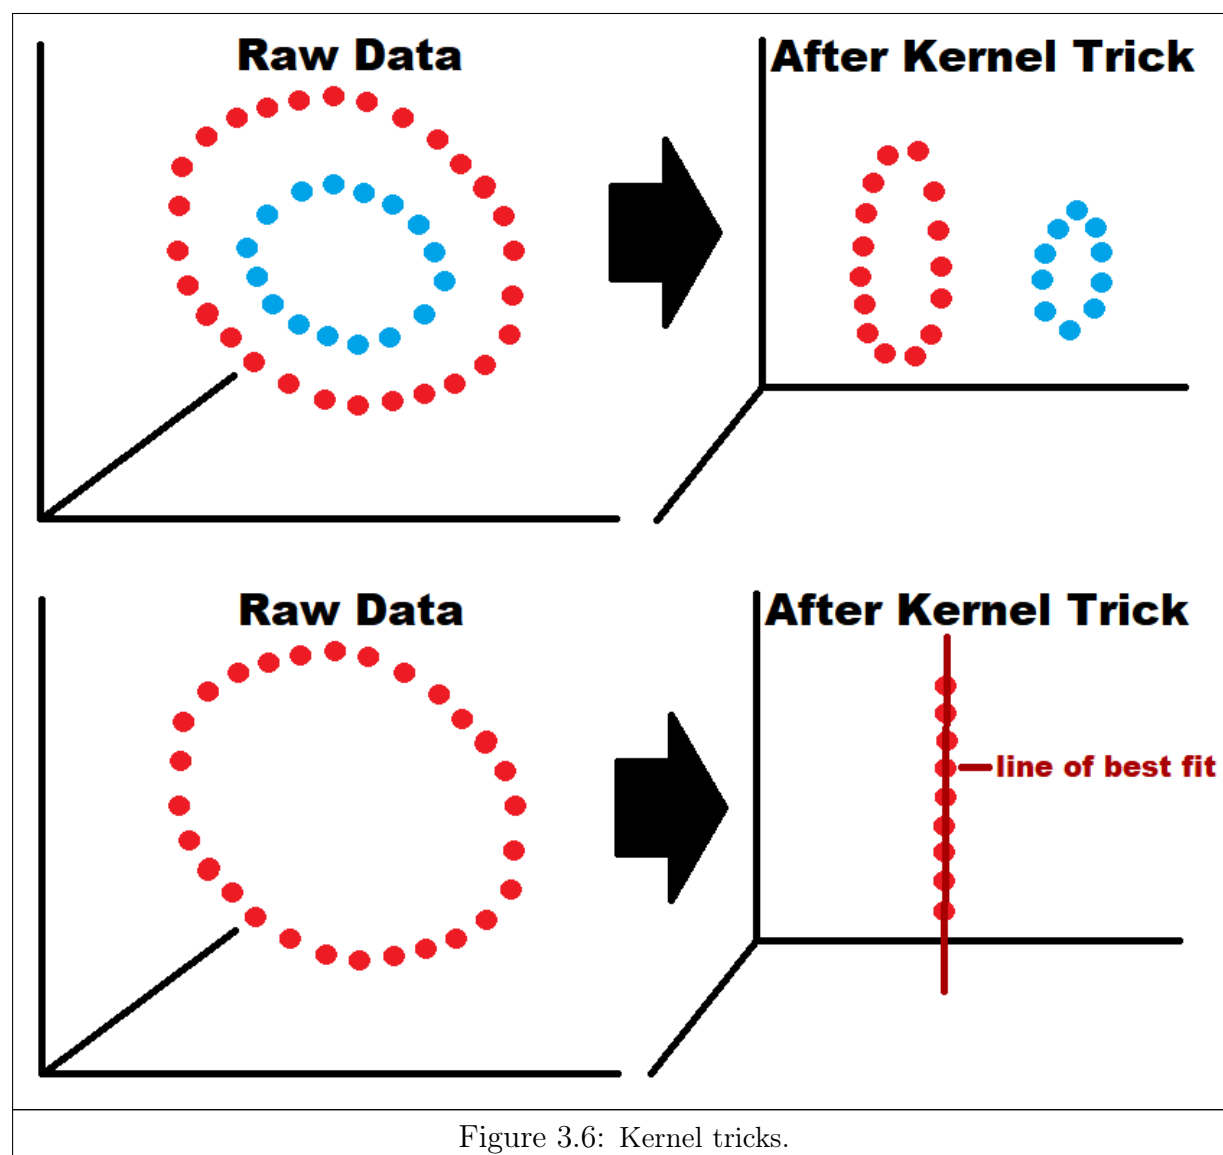 Raw Data
After Kernel Trick
Raw Data
After Kernel Trick
line of best fit
Figure 3.6: Kernel tricks.